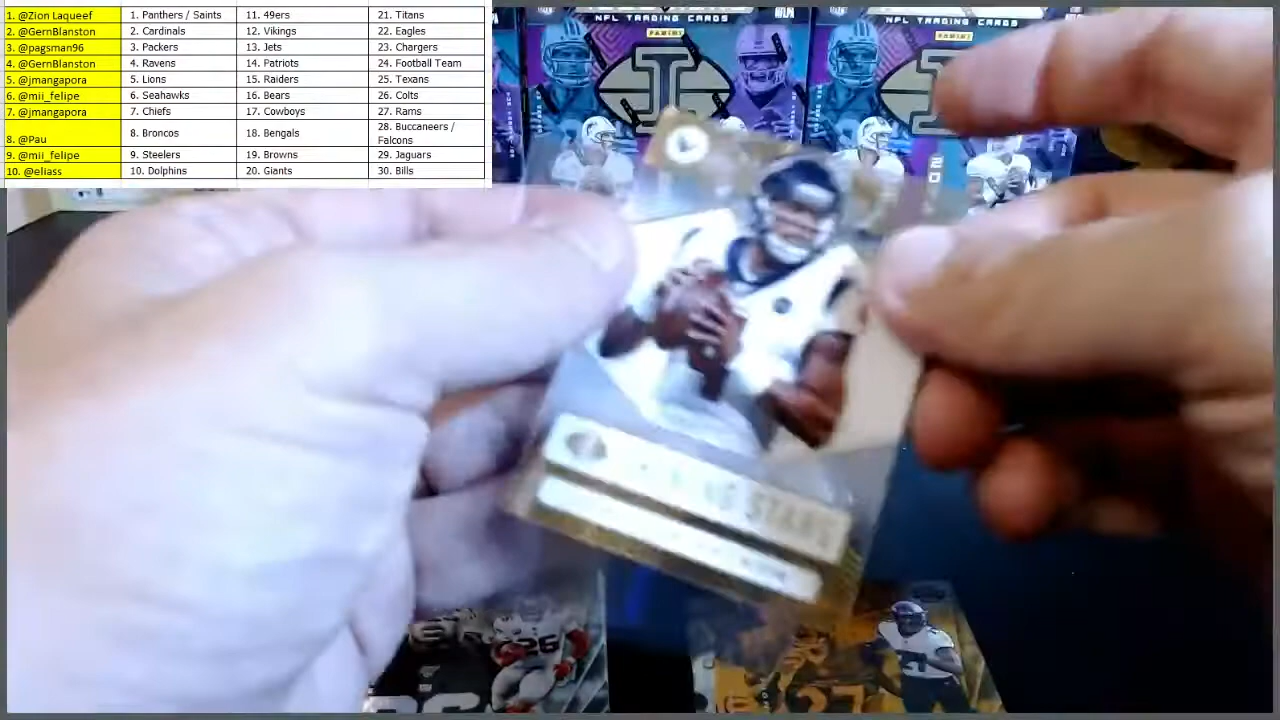 1. @Zion Laqueef 1. Panthers / Saints 11. 49ers 21. Titans
2. @GernBlanston 2. Cardinals 12. Vikings 22. Eagles
3. @pagsman96 3. Packers 13. Jets 23. Chargers
4. @GernBlanston 4. Ravens 14. Patriots 24. Football Team
5. @jmangapora 5. Lions 15. Raiders 25. Texans
6. @mii_felipe 6. Seahawks 16. Bears 26. Colts
7. @jmangapora 7. Chiefs 17. Cowboys 27. Rams
8. @Pau 8. Broncos 18. Bengals 28. Buccaneers / Falcons
9. @mii_felipe 9. Steelers 19. Browns 29. Jaguars
10. @eliass 10. Dolphins 20. Giants 30. Bills
NFL TRADING CARDS
PANINI
NFL TRADING CARDS
PANINI
STARS
26
27